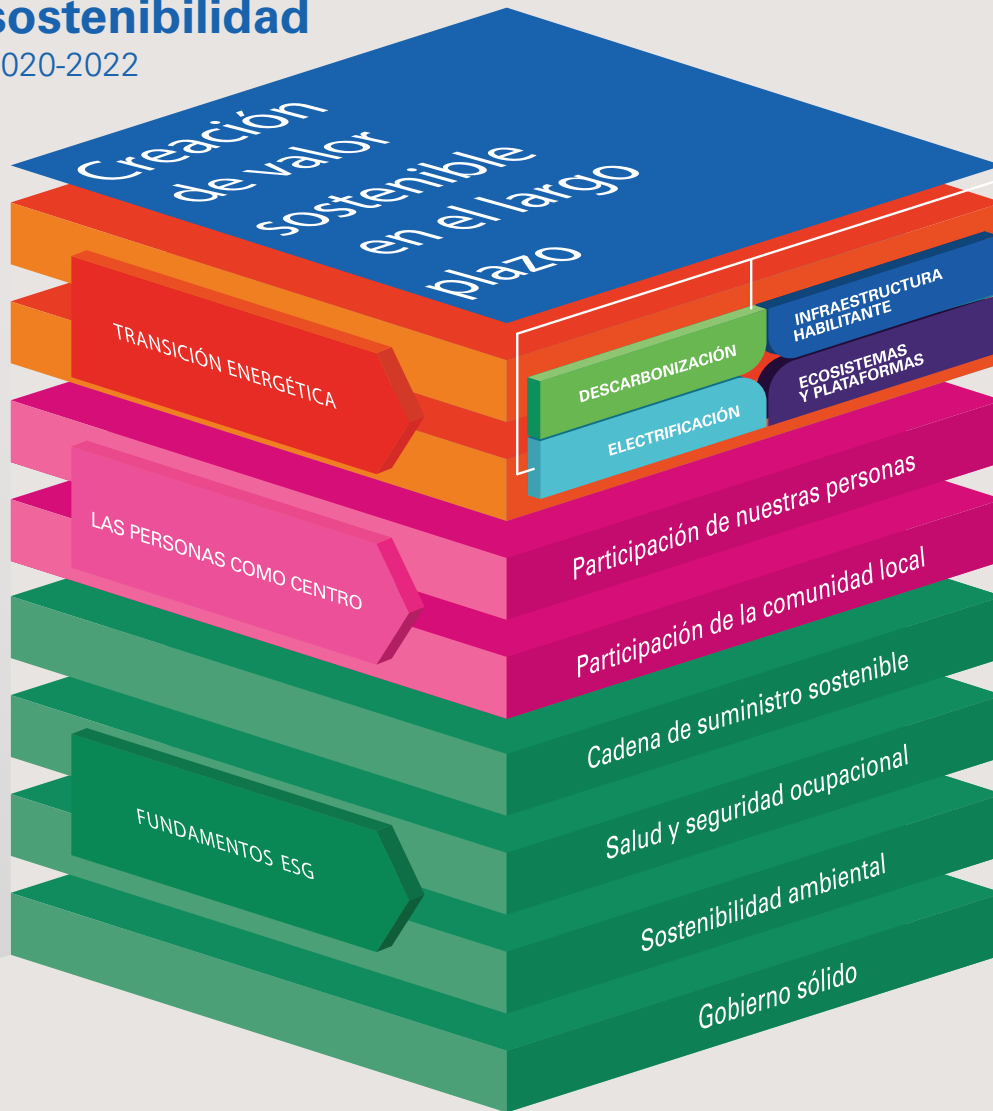 sostenibilidad
020-2022
Creación
de valor
sostenible
en el largo
plazo
TRANSICIÓN ENERGÉTICA
DESCARBONIZACIÓN
INFRAESTRUCTURA
HABILITANTE
ELECTRIFICACIÓN
ECOSISTEMAS
Y PLATAFORMAS
LAS PERSONAS COMO CENTRO
Participación de nuestras personas
Participación de la comunidad local
FUNDAMENTOS ESG
Cadena de suministro sostenible
Salud y seguridad ocupacional
Sostenibilidad ambiental
Gobierno sólido